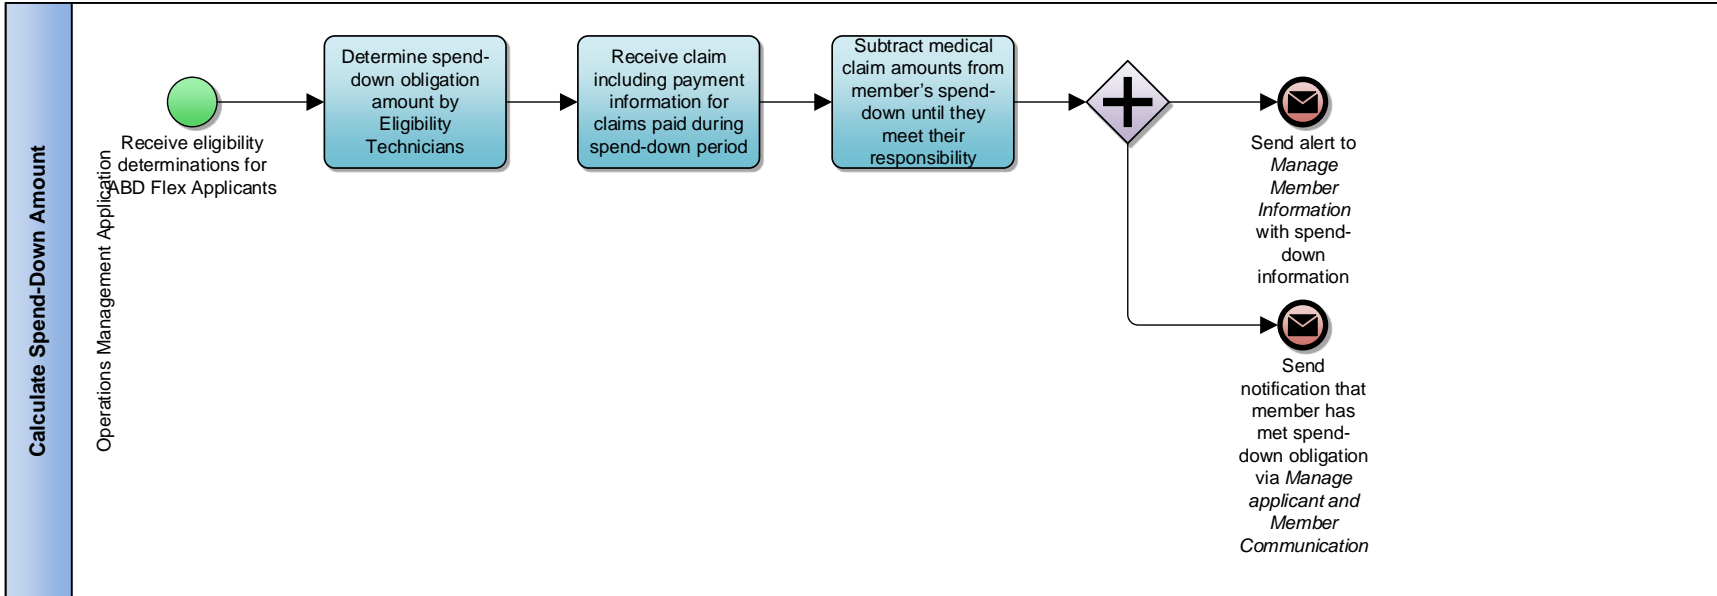 Calculate Spend-Down Amount
Operations Management Application
Receive eligibility
determinations for
ABD Flex Applicants
Determine spend-
down obligation
amount by
Eligibility
Technicians
Receive claim
including payment
information for
claims paid during
spend-down period
Subtract medical
claim amounts from
member's spend-
down until they
meet their
responsibility
Send alert to
Manage
Member
Information
with spend-
down
information
Send
notification that
member has
met spend-
down obligation
via Manage
applicant and
Member
Communication